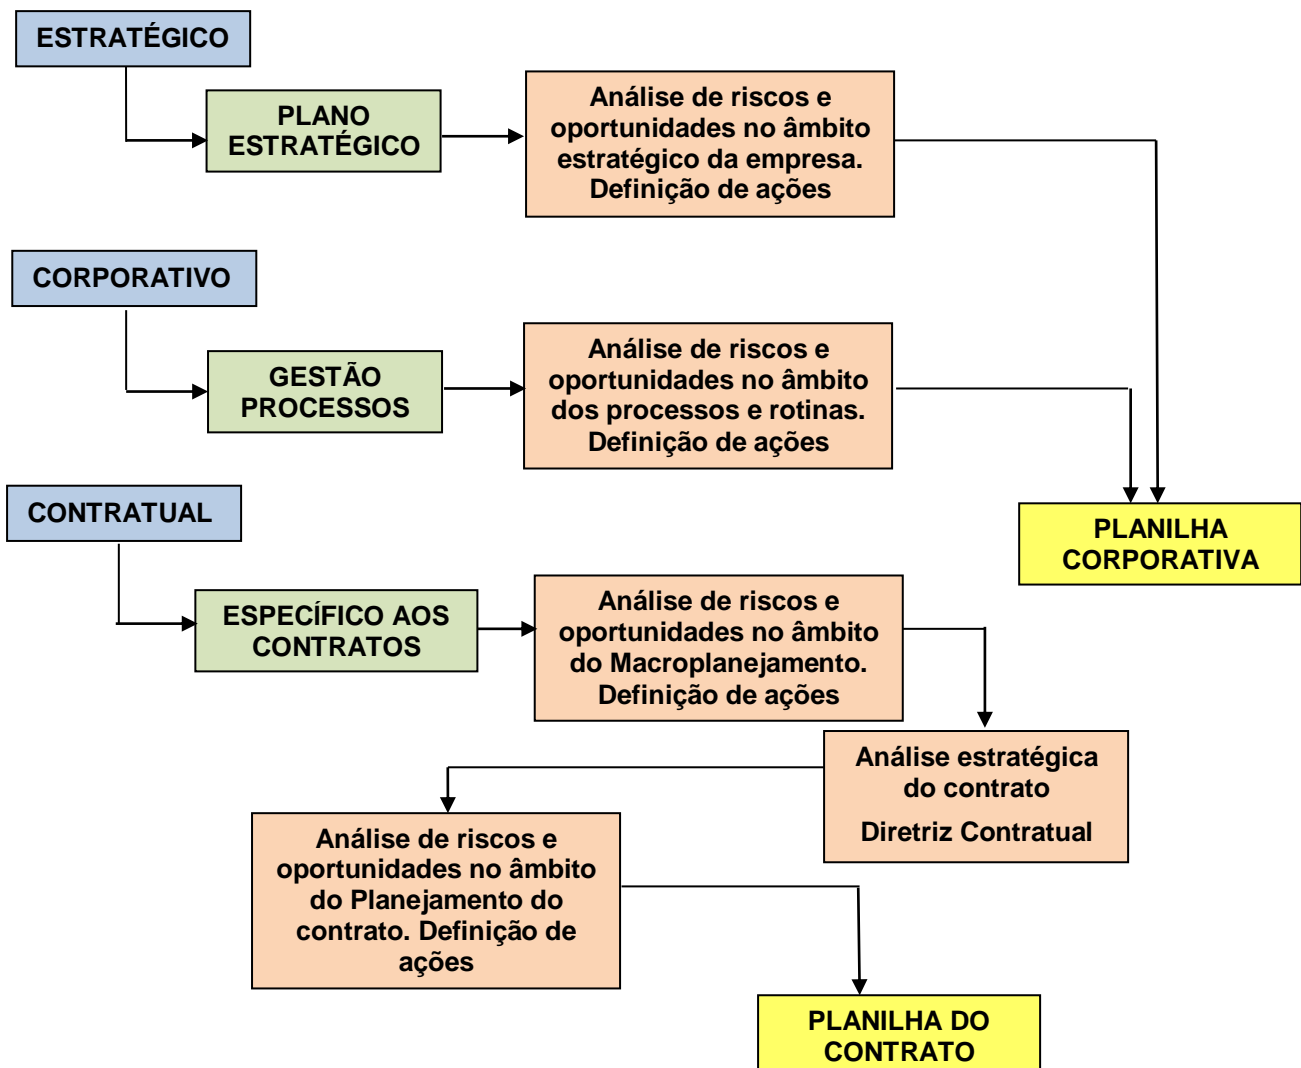 ESTRATÉGICO
PLANO
ESTRATÉGICO
Análise de riscos e
oportunidades no âmbito
estratégico da empresa.
Definição de ações
CORPORATIVO
GESTÃO
PROCESSOS
Análise de riscos e
oportunidades no âmbito
dos processos e rotinas.
Definição de ações
CONTRATUAL
PLANILHA
CORPORATIVA
ESPECÍFICO AOS
CONTRATOS
Análise de riscos e
oportunidades no âmbito
do Macroplanejamento.
Definição de ações
Análise estratégica
do contrato
Diretriz Contratual
Análise de riscos e
oportunidades no âmbito
do Planejamento do
contrato. Definição de
ações
PLANILHA DO
CONTRATO